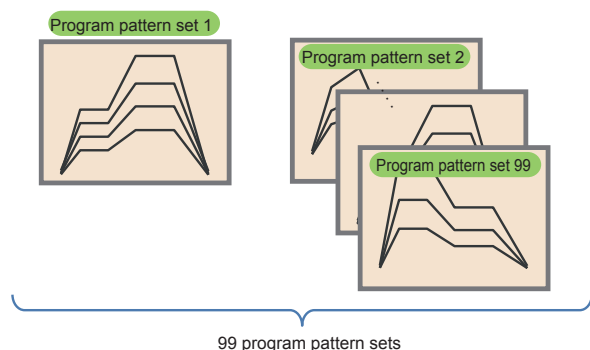 Program pattern set 1
Program pattern set 2
Program pattern set 99
99 program pattern sets